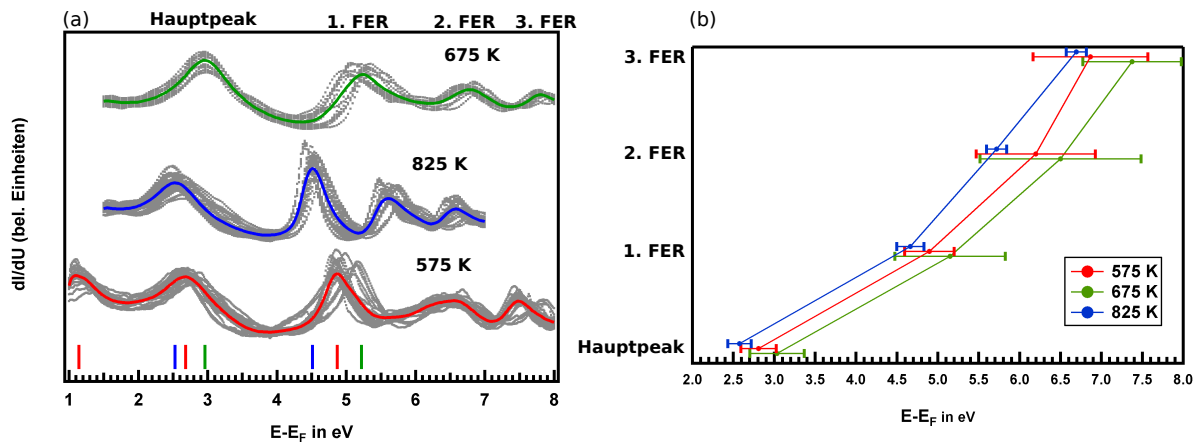 (a)
Hauptpeak 1. FER 2. FER 3. FER
675 K
825 K
575 K
dI/dU (bel. Einheiten)
1 2 3 4 5 6 7 8
E-EF in eV
(b)
3. FER
2. FER
1. FER
Hauptpeak
575 K
675 K
825 K
2.0 2.5 3.0 3.5 4.0 4.5 5.0 5.5 6.0 6.5 7.0 7.5 8.0
E-EF in eV